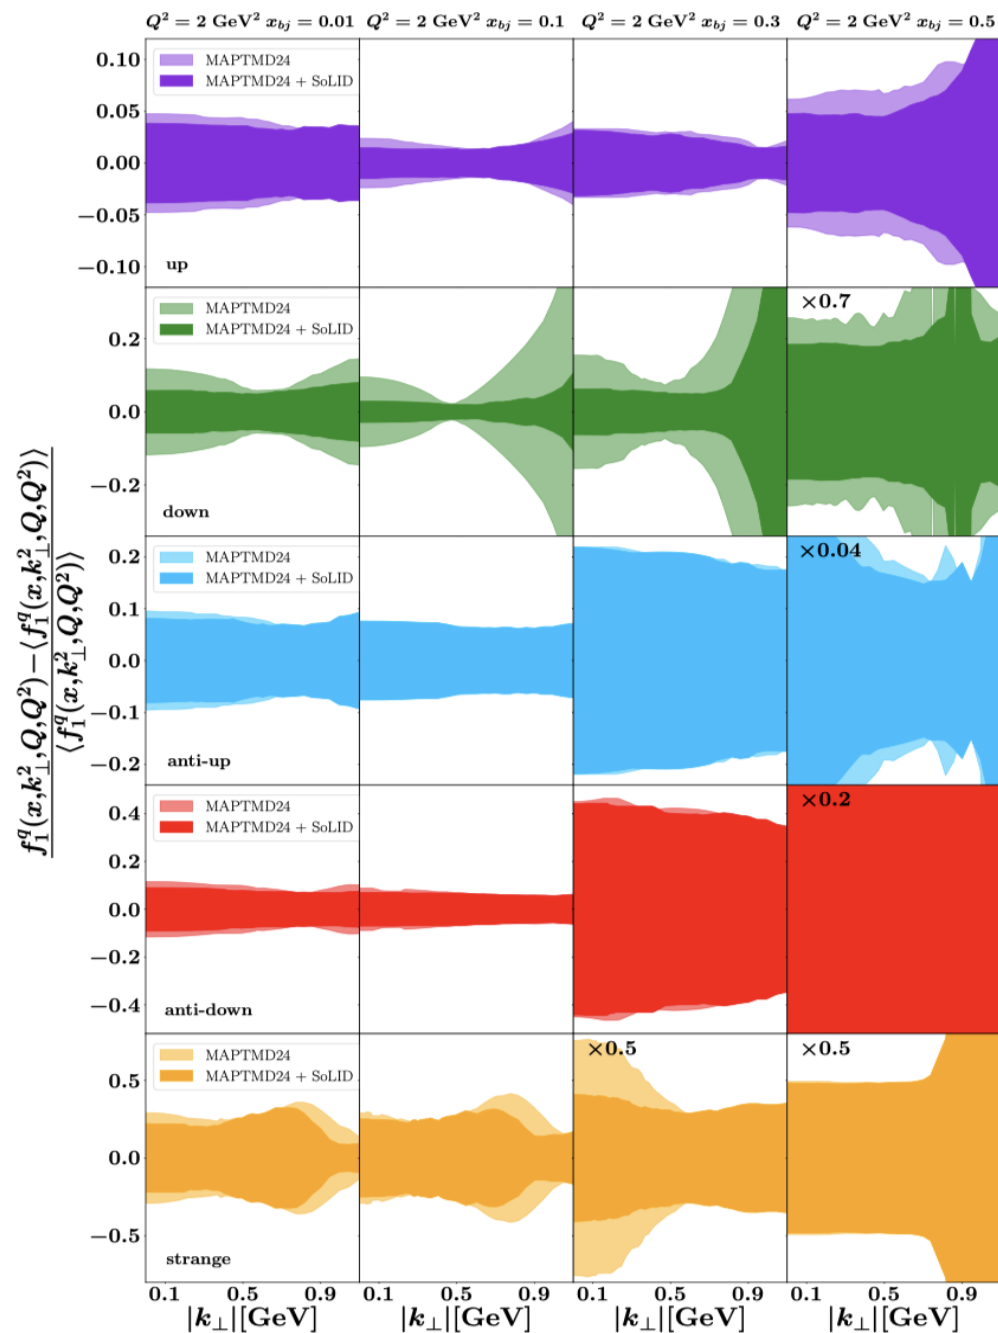 Q² = 2 GeV² x_bj = 0.01
Q² = 2 GeV² x_bj = 0.1
Q² = 2 GeV² x_bj = 0.3
Q² = 2 GeV² x_bj = 0.5
f₁^q(x,k⊥²,Q,Q²)−⟨f₁^q(x,k⊥²,Q,Q²)⟩
⟨f₁^q(x,k⊥²,Q,Q²)⟩
MAPTMD24
MAPTMD24 + SoLID
0.10
0.05
0.00
−0.05
−0.10
up
MAPTMD24
MAPTMD24 + SoLID
×0.7
0.2
0.0
−0.2
down
MAPTMD24
MAPTMD24 + SoLID
×0.04
0.2
0.1
0.0
−0.1
−0.2
anti-up
MAPTMD24
MAPTMD24 + SoLID
×0.2
0.4
0.2
0.0
−0.2
−0.4
anti-down
MAPTMD24
MAPTMD24 + SoLID
×0.5
×0.5
0.5
0.0
−0.5
strange
0.1 0.5 0.9
0.1 0.5 0.9
0.1 0.5 0.9
0.1 0.5 0.9
|k⊥|[GeV]
|k⊥|[GeV]
|k⊥|[GeV]
|k⊥|[GeV]